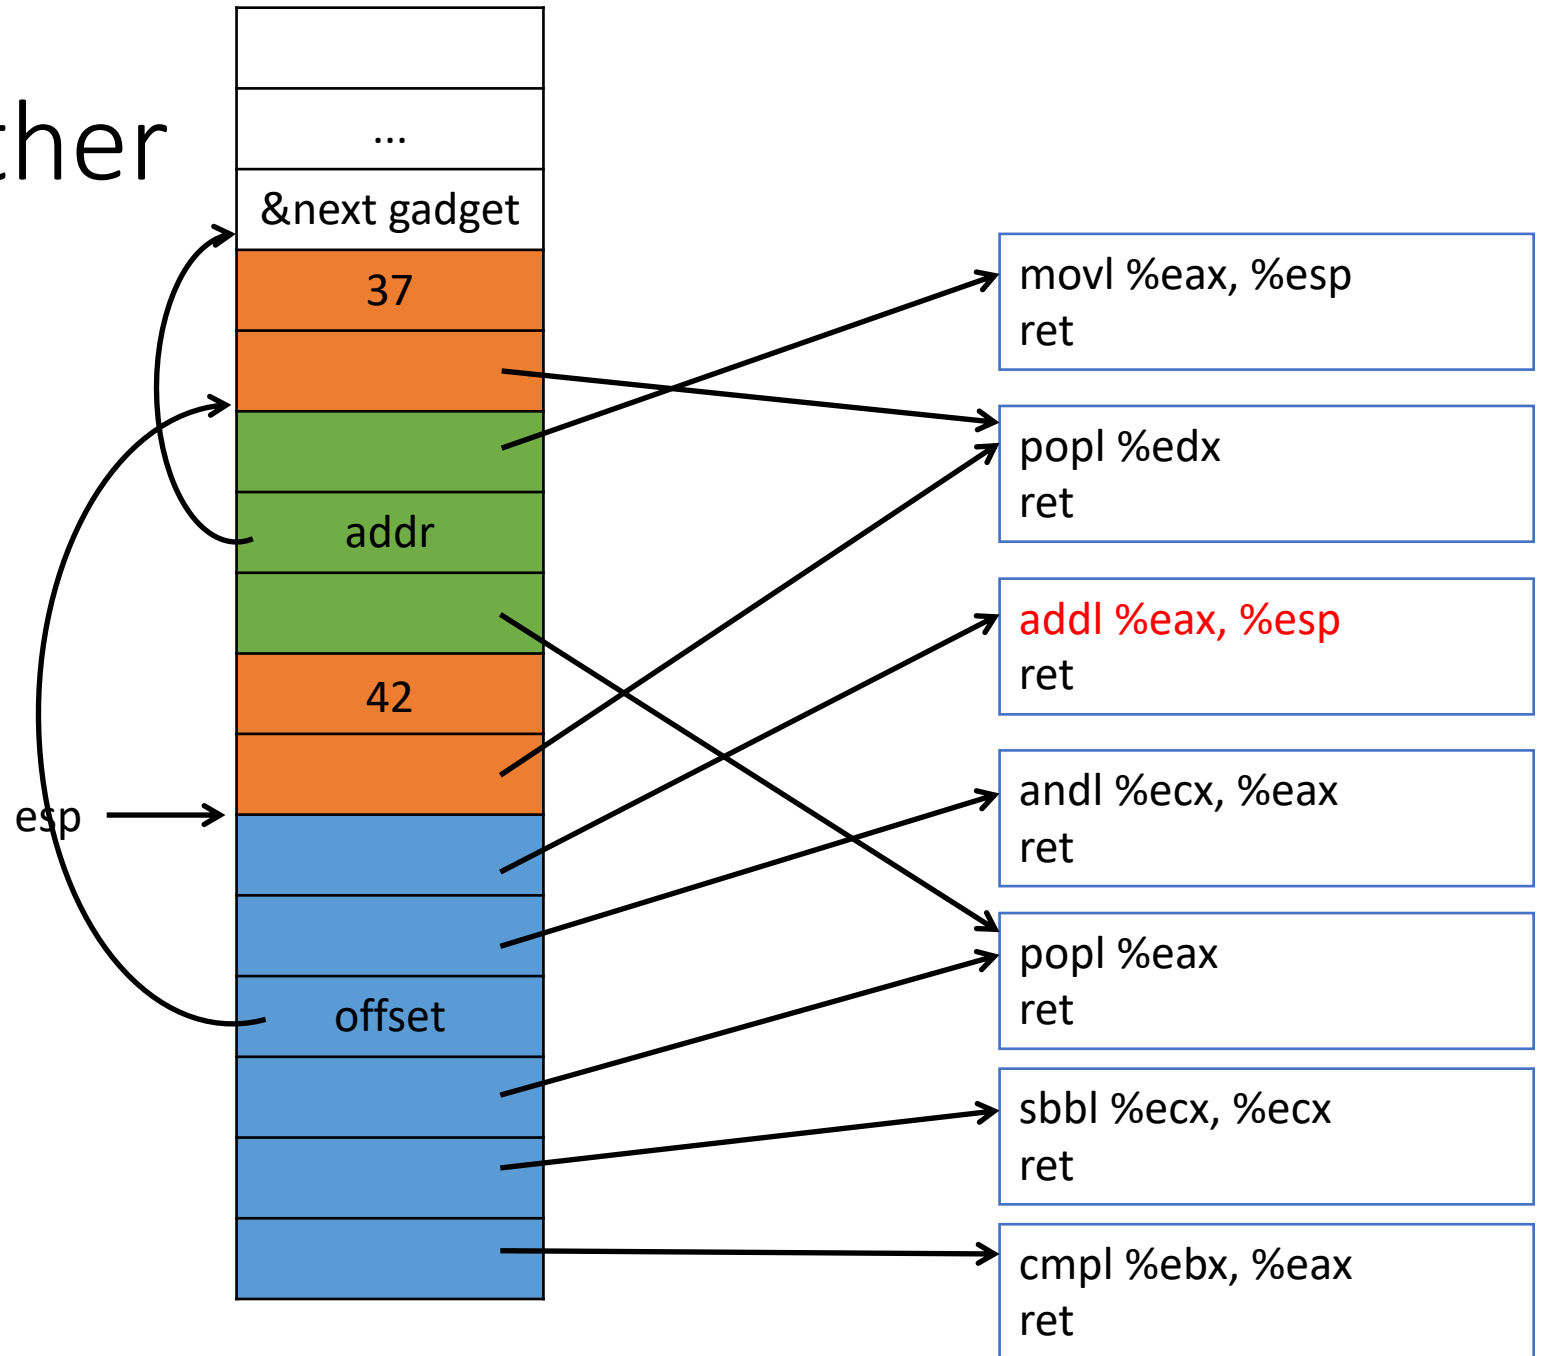 ther
...
&next gadget
37
addr
42
esp
offset
movl %eax, %esp
ret
popl %edx
ret
addl %eax, %esp
ret
andl %ecx, %eax
ret
popl %eax
ret
sbbl %ecx, %ecx
ret
cmpl %ebx, %eax
ret